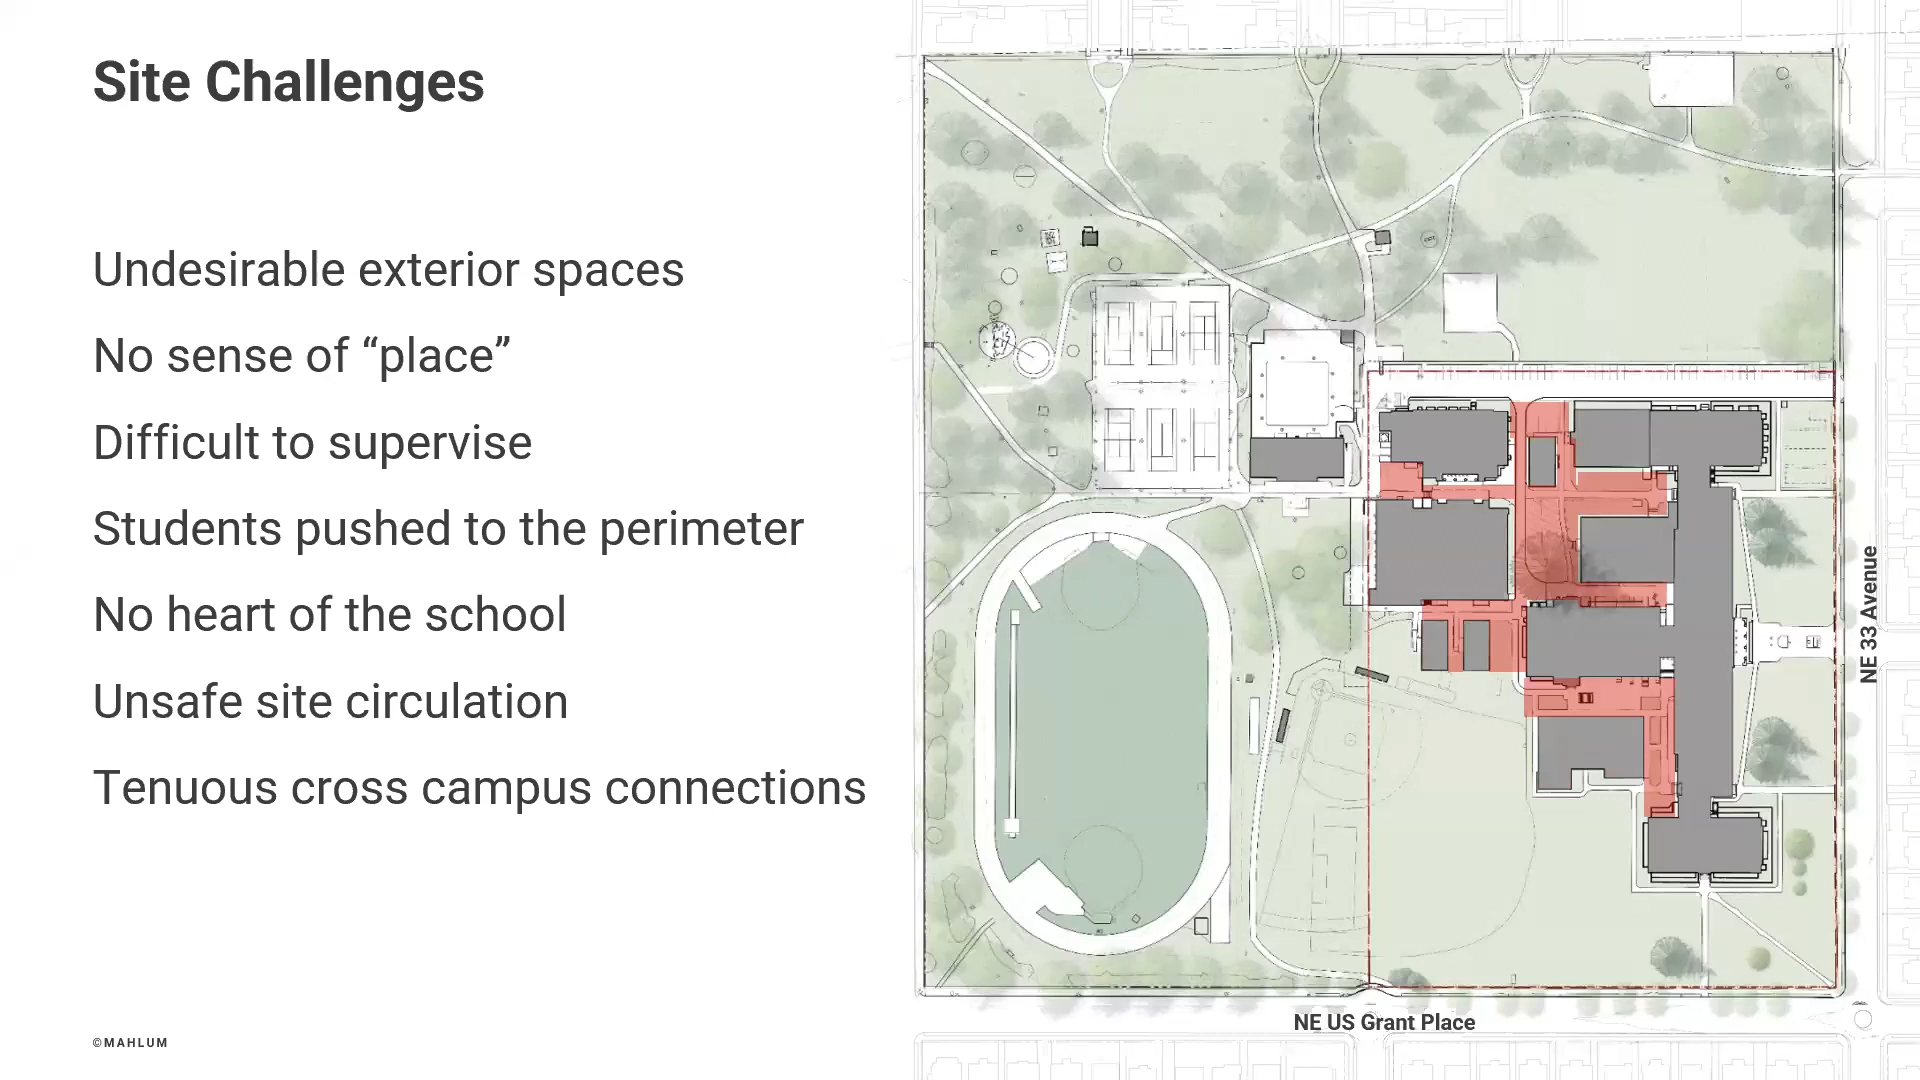 Site Challenges
Undesirable exterior spaces
No sense of “place”
Difficult to supervise
Students pushed to the perimeter
No heart of the school
Unsafe site circulation
Tenuous cross campus connections
NE 33 Avenue
NE US Grant Place
©MAHLUM